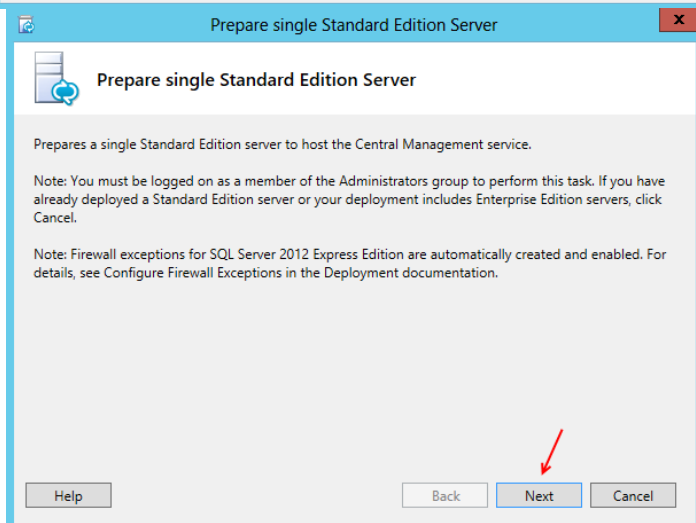 Prepare single Standard Edition Server
x
Prepare single Standard Edition Server
Prepares a single Standard Edition server to host the Central Management service.
Note: You must be logged on as a member of the Administrators group to perform this task. If you have
already deployed a Standard Edition server or your deployment includes Enterprise Edition servers, click
Cancel.
Note: Firewall exceptions for SQL Server 2012 Express Edition are automatically created and enabled. For
details, see Configure Firewall Exceptions in the Deployment documentation.
Help Back Next Cancel